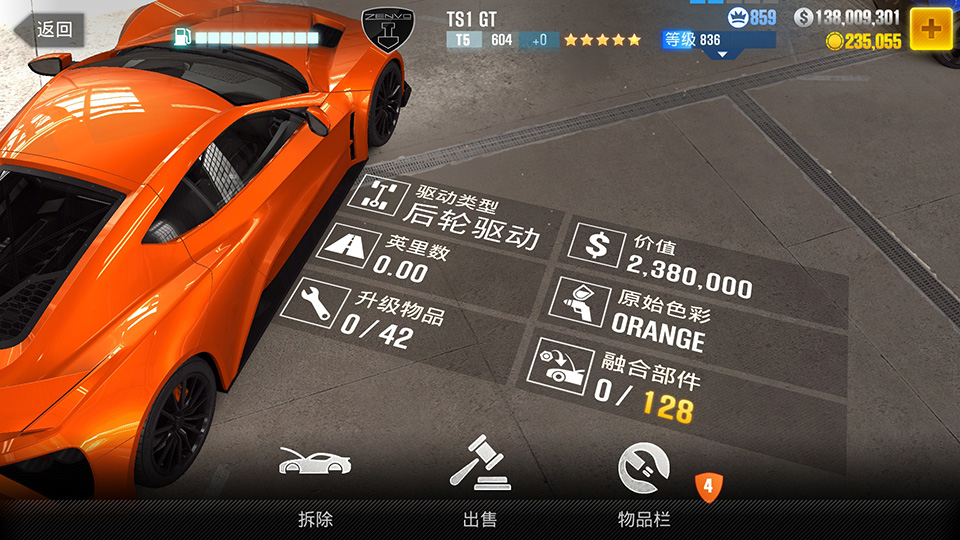 返回
ZENVO
TS1 GT
T5 604 +0
等级 836
859
138,009,301
235,055
驱动类型
后轮驱动
英里数
0.00
升级物品
0 / 42
价值
2,380,000
原始色彩
ORANGE
融合部件
0 / 128
拆除
出售
物品栏
4